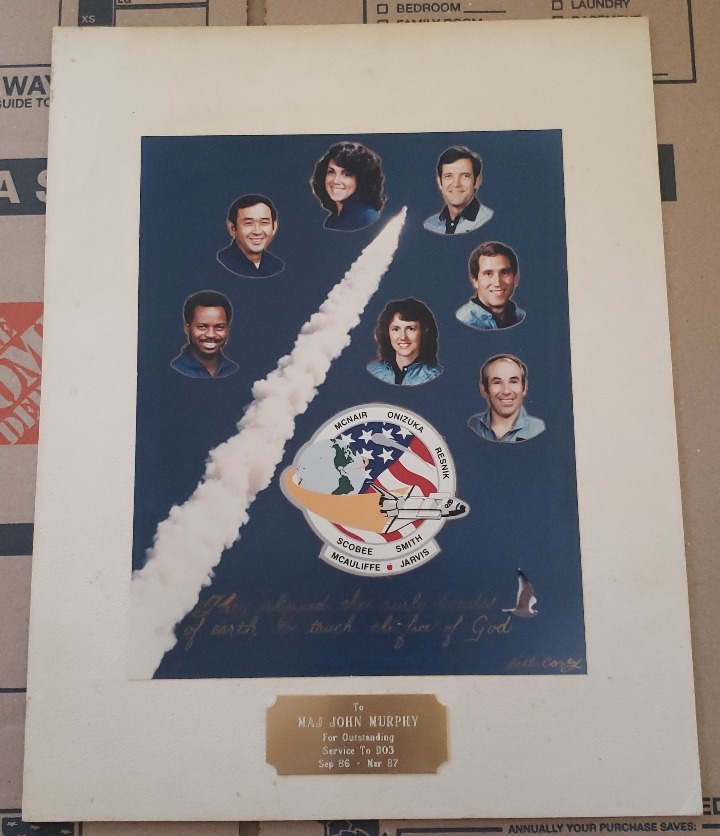 XS
BEDROOM
LAUNDRY
WAY
GUIDE TO
MCNAIR ONIZUKA RESNIK
SCOBEE SMITH
MCAULIFFE JARVIS
They slipped the surly bonds
of earth to touch the face of God
To
MAJ JOHN MURPHY
For Outstanding
Service To DO3
Sep 86 - Mar 87
ANNUALLY YOUR PURCHASE SAVES: